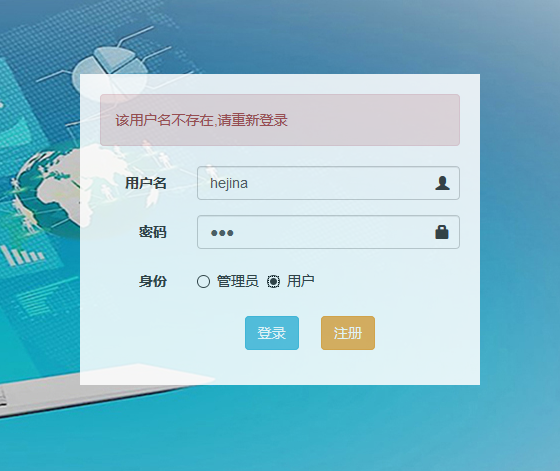 该用户名不存在,请重新登录
用户名 hejina
密码 ●●●
身份 管理员 用户
登录 注册